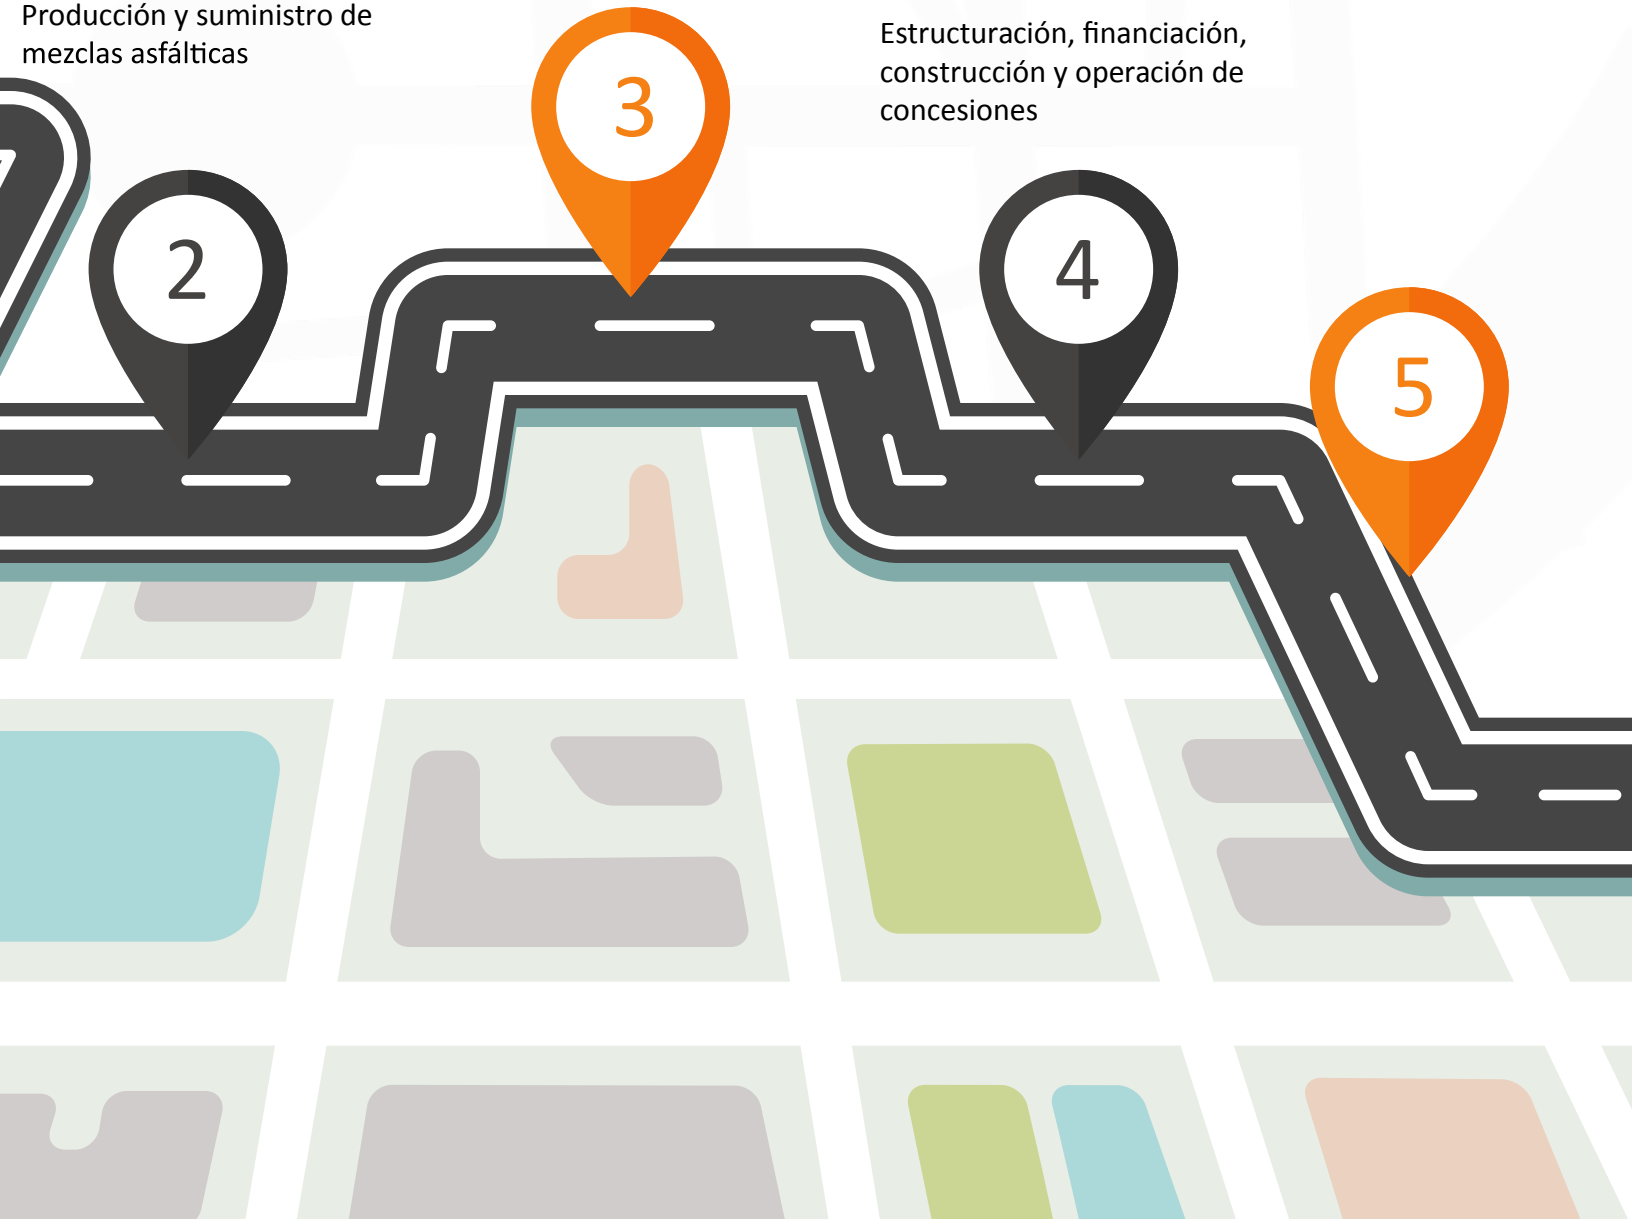 Producción y suministro de
mezclas asfálticas
2
3
Estructuración, financiación,
construcción y operación de
concesiones
4
5